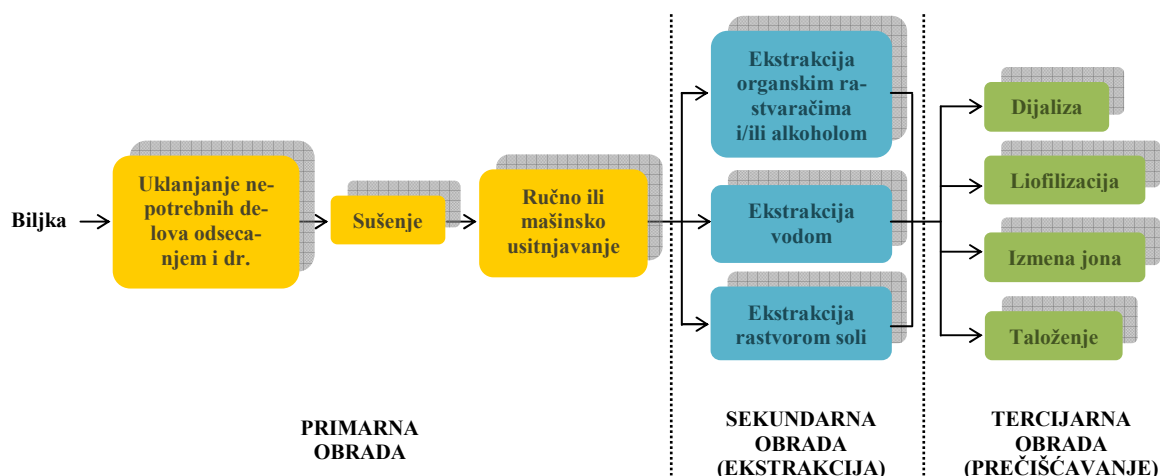 Biljka
Uklanjanje ne-
potrebnih de-
lova odseca-
njem i dr.
Sušenje
Ručno ili
mašinsko
usitnjavanje
Ekstrakcija
organskim ra-
stvaračima
i/ili alkoholom
Ekstrakcija
vodom
Ekstrakcija
rastvorom soli
Dijaliza
Liofilizacija
Izmena jona
Taloženje
PRIMARNA
OBRADA
SEKUNDARNA
OBRADA
(EKSTRAKCIJA)
TERCIJARNA
OBRADA
(PREČIŠĆAVANJE)